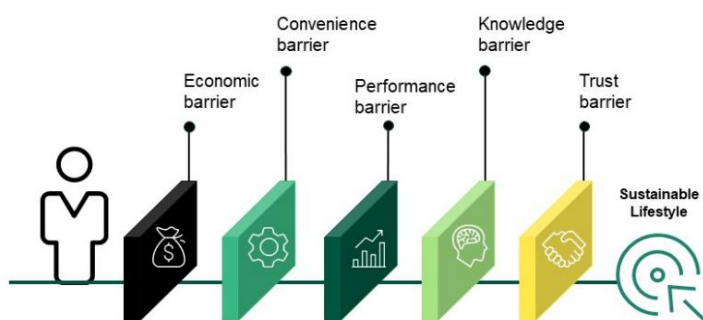 Economic
barrier
Convenience
barrier
Performance
barrier
Knowledge
barrier
Trust
barrier
Sustainable
Lifestyle
$